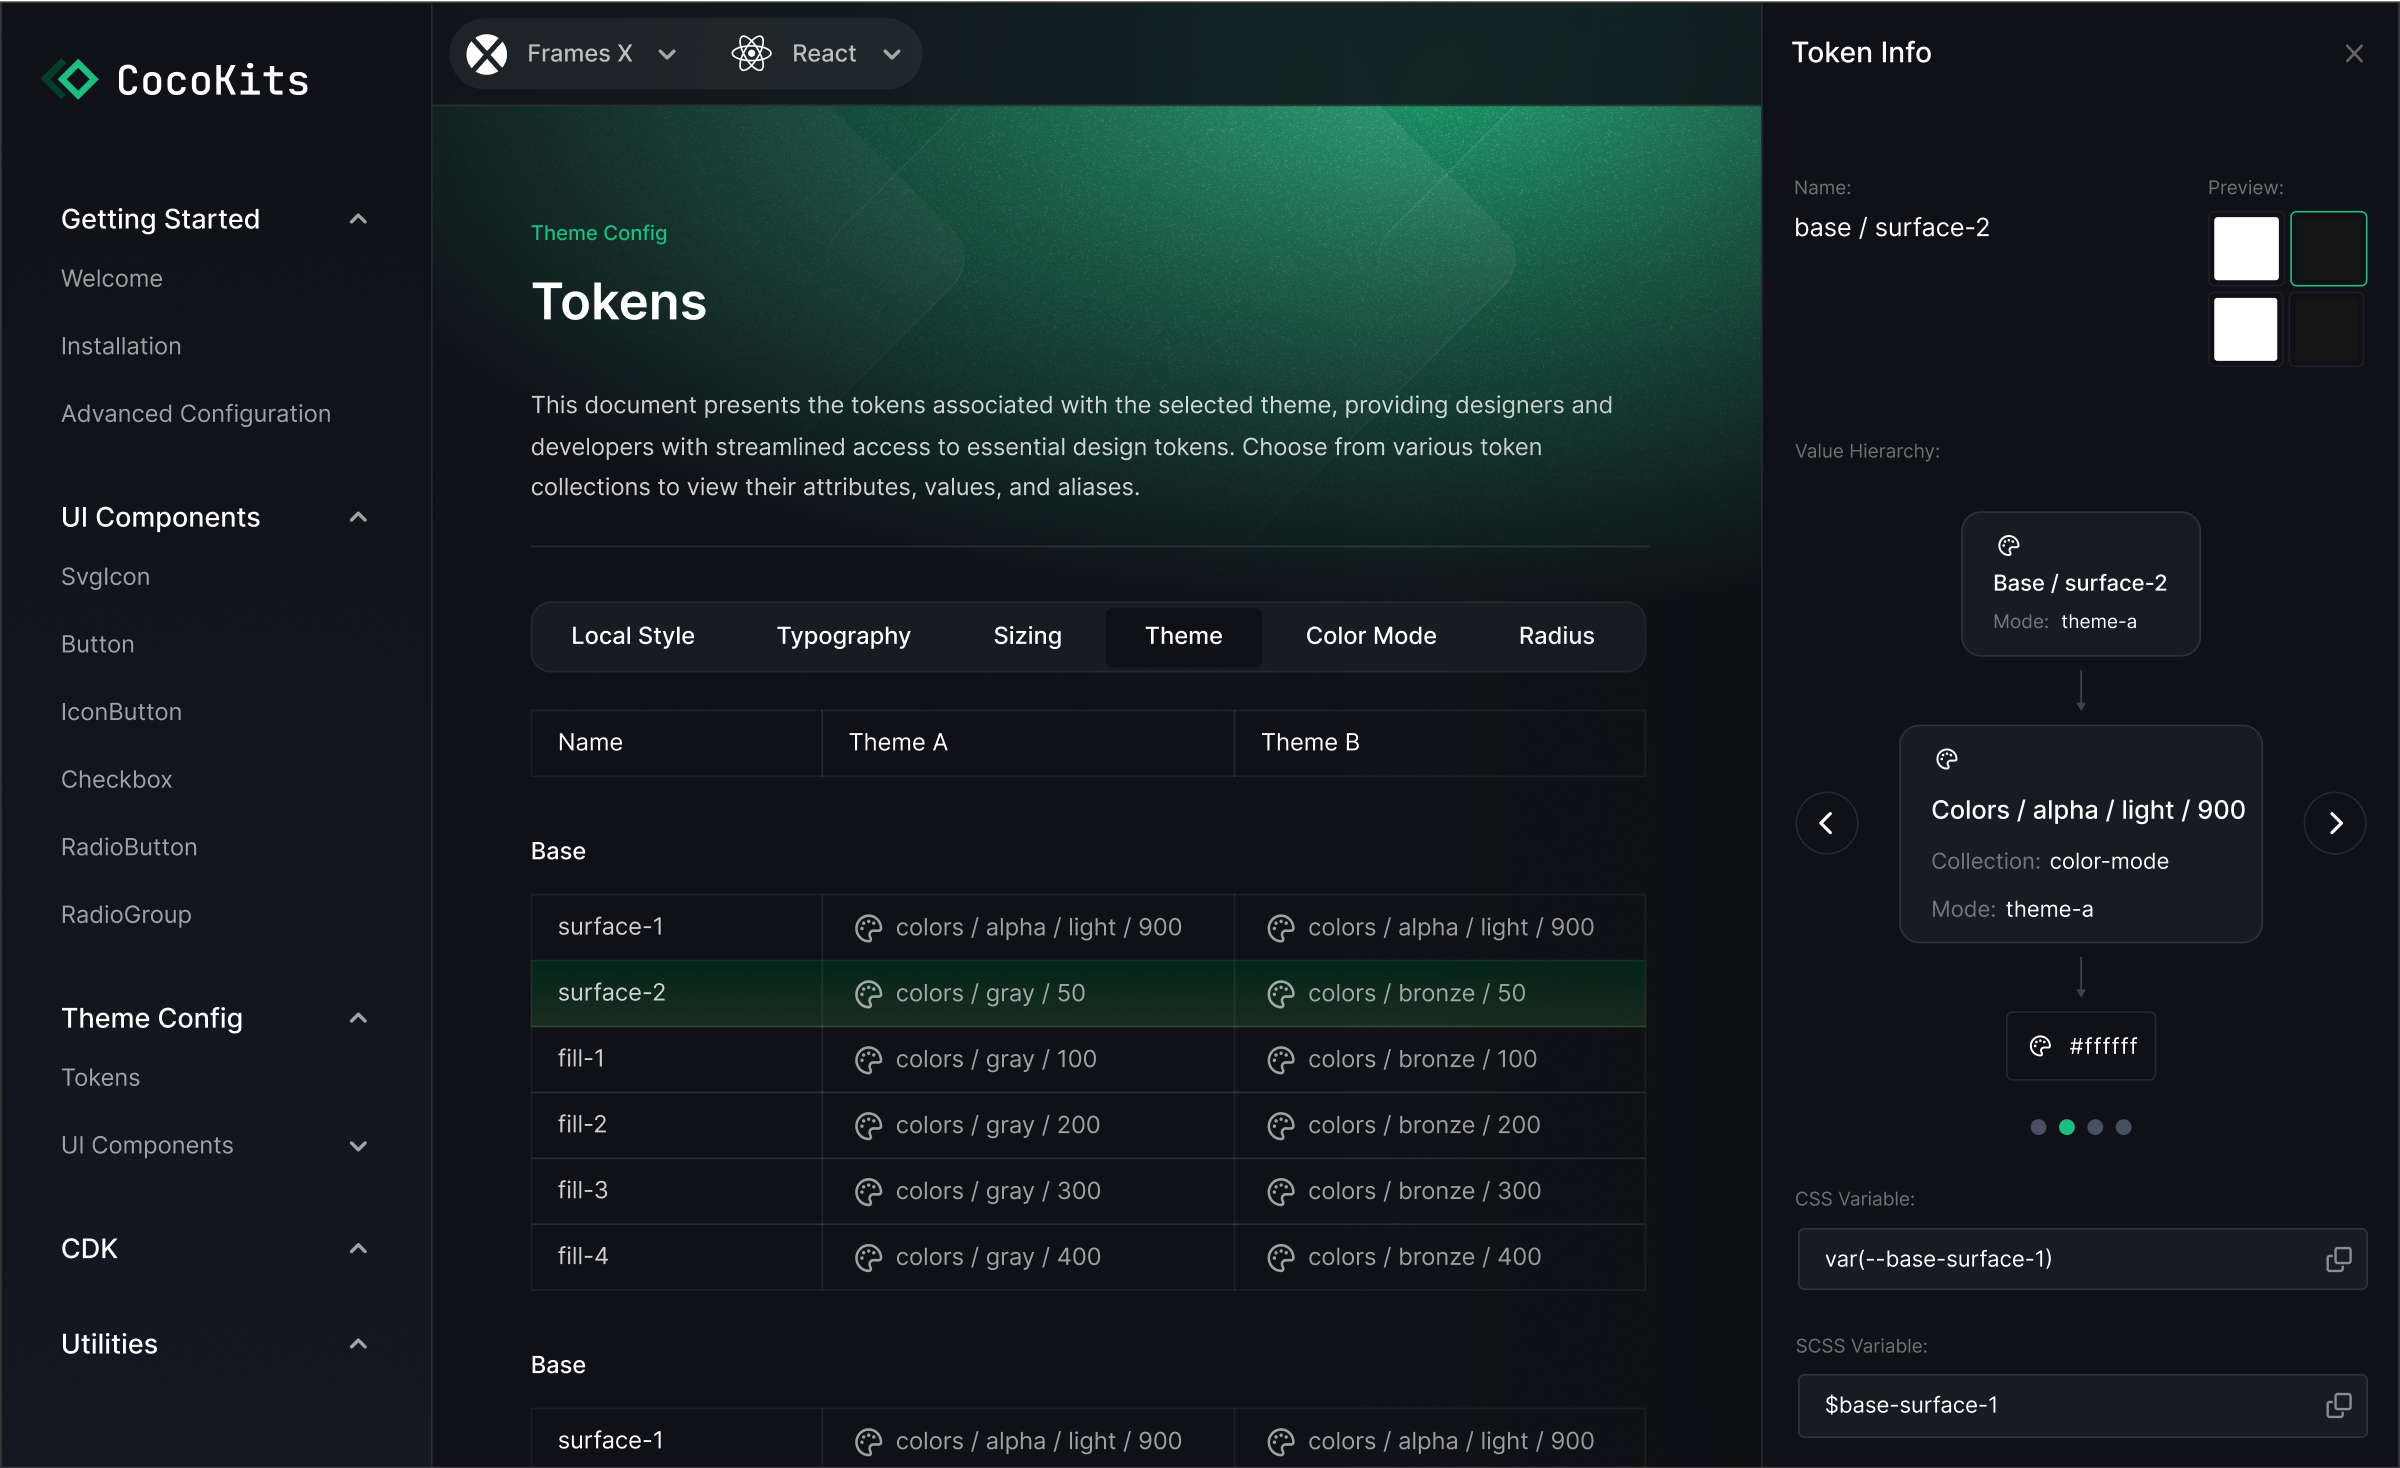 CocoKits
Getting Started
Welcome
Installation
Advanced Configuration
UI Components
SvgIcon
Button
IconButton
Checkbox
RadioButton
RadioGroup
Theme Config
Tokens
UI Components
CDK
Utilities
Frames X
React
Theme Config
Tokens
This document presents the tokens associated with the selected theme, providing designers and
developers with streamlined access to essential design tokens. Choose from various token
collections to view their attributes, values, and aliases.
Local Style Typography Sizing Theme Color Mode Radius
Name Theme A Theme B
Base
surface-1 colors / alpha / light / 900 colors / alpha / light / 900
surface-2 colors / gray / 50 colors / bronze / 50
fill-1 colors / gray / 100 colors / bronze / 100
fill-2 colors / gray / 200 colors / bronze / 200
fill-3 colors / gray / 300 colors / bronze / 300
fill-4 colors / gray / 400 colors / bronze / 400
Base
surface-1 colors / alpha / light / 900 colors / alpha / light / 900
Token Info
Name:
base / surface-2
Preview:
Value Hierarchy:
Base / surface-2
Mode: theme-a
Colors / alpha / light / 900
Collection: color-mode
Mode: theme-a
#ffffff
CSS Variable:
var(--base-surface-1)
SCSS Variable:
$base-surface-1